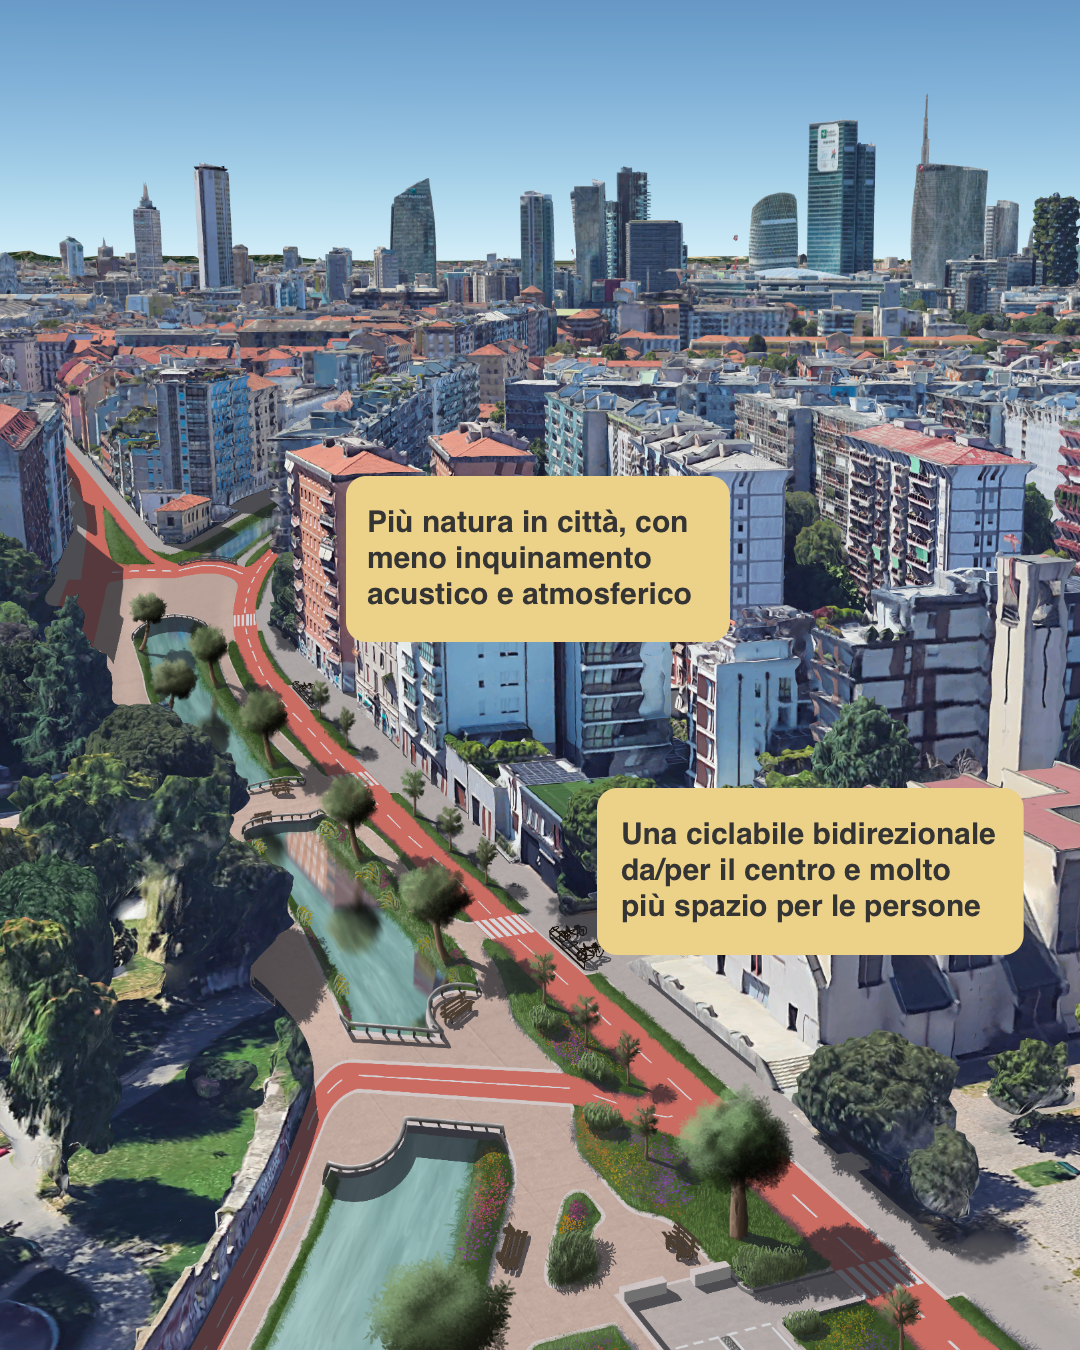 Più natura in città, con
meno inquinamento
acustico e atmosferico
Una ciclabile bidirezionale
da/per il centro e molto
più spazio per le persone